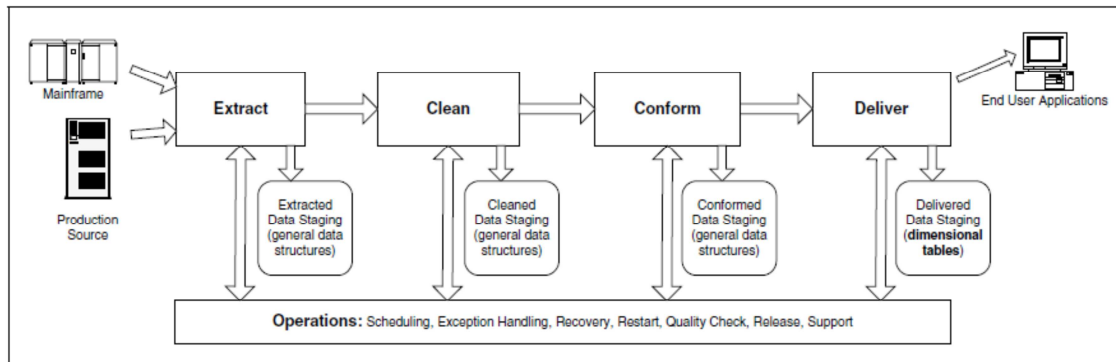 Mainframe
Production
Source
Extract
Clean
Conform
Deliver
End User Applications
Extracted
Data Staging
(general data
structures)
Cleaned
Data Staging
(general data
structures)
Conformed
Data Staging
(general data
structures)
Delivered
Data Staging
(dimensional
tables)
Operations: Scheduling, Exception Handling, Recovery, Restart, Quality Check, Release, Support